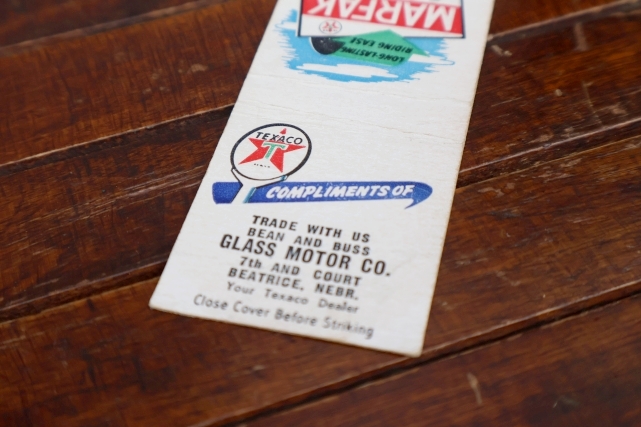 MARFAK
LONG-LASTING
RIDING EASE
TEXACO
T
COMPLIMENTS OF
TRADE WITH US
BEAN AND BUSS
GLASS MOTOR CO.
7th AND COURT
BEATRICE, NEBR.
Your Texaco Dealer
Close Cover Before Striking